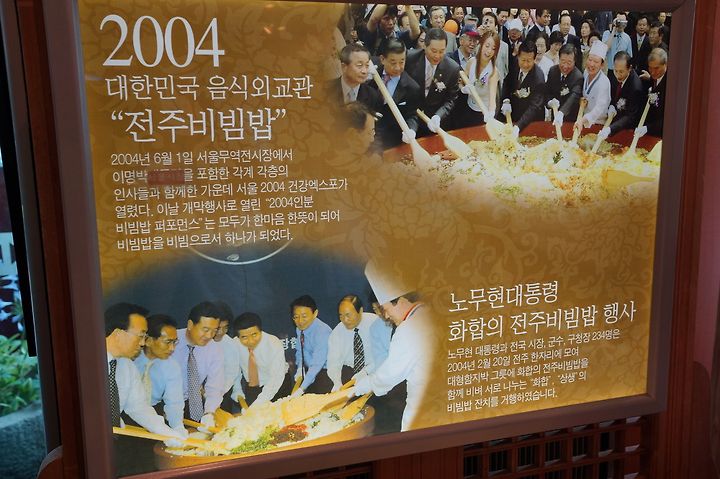 2004
대한민국 음식외교관
“전주비빔밥”
2004년 6월 1일 서울무역전시장에서
이명박 을 포함한 각계 각층의
인사들과 함께한 가운데 서울 2004 건강엑스포가
열렸다. 이날 개막행사로 열린 “2004인분
비빔밥 퍼포먼스”는 모두가 한마음 한뜻이 되어
비빔밥을 비빔으로서 하나가 되었다.
노무현대통령
화합의 전주비빔밥 행사
노무현 대통령과 전국 시장, 군수, 구청장 234명은
2004년 2월 20일 전주 한자리에 모여
대형함지박 그릇에 화합의 전주비빔밥을
함께 비벼 서로 나누는 “화합”, “상생”의
비빔밥 잔치를 거행하였습니다.